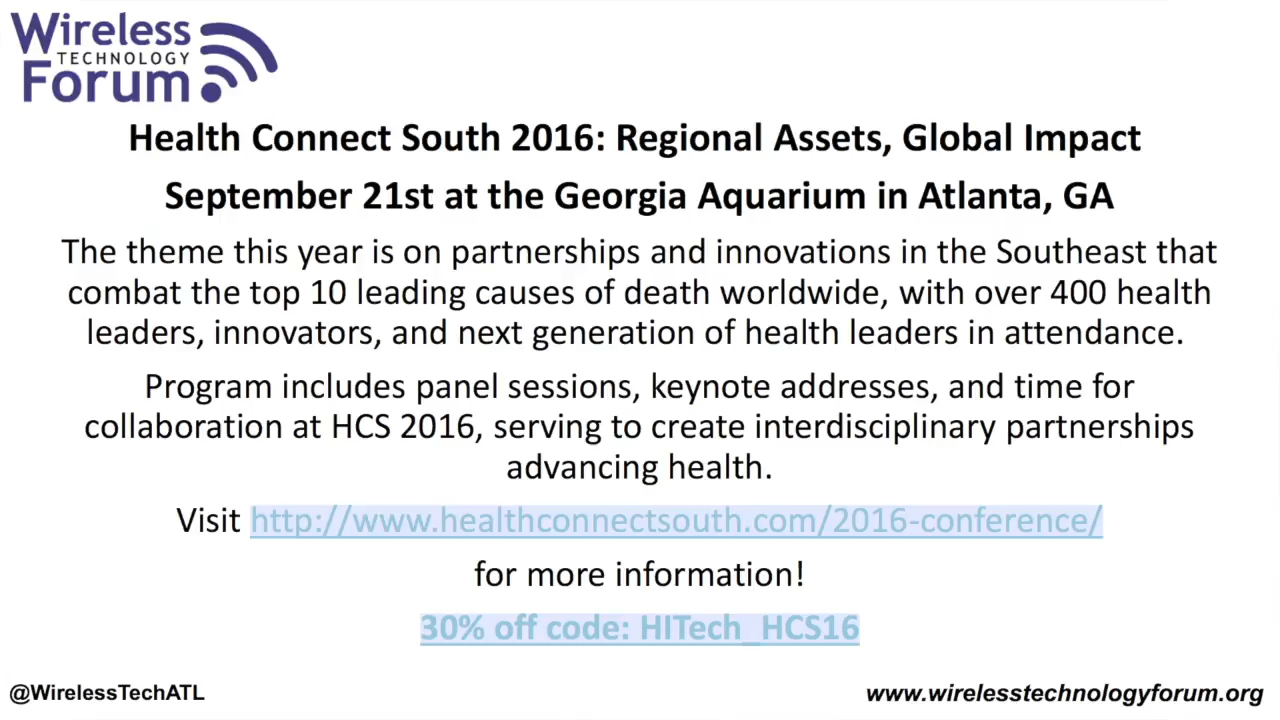 Wireless
TECHNOLOGY
Forum
Health Connect South 2016: Regional Assets, Global Impact
September 21st at the Georgia Aquarium in Atlanta, GA
The theme this year is on partnerships and innovations in the Southeast that
combat the top 10 leading causes of death worldwide, with over 400 health
leaders, innovators, and next generation of health leaders in attendance.
Program includes panel sessions, keynote addresses, and time for
collaboration at HCS 2016, serving to create interdisciplinary partnerships
advancing health.
Visit http://www.healthconnectsouth.com/2016-conference/
for more information!
30% off code: HITech_HCS16
@WirelessTechATL
www.wirelesstechnologyforum.org